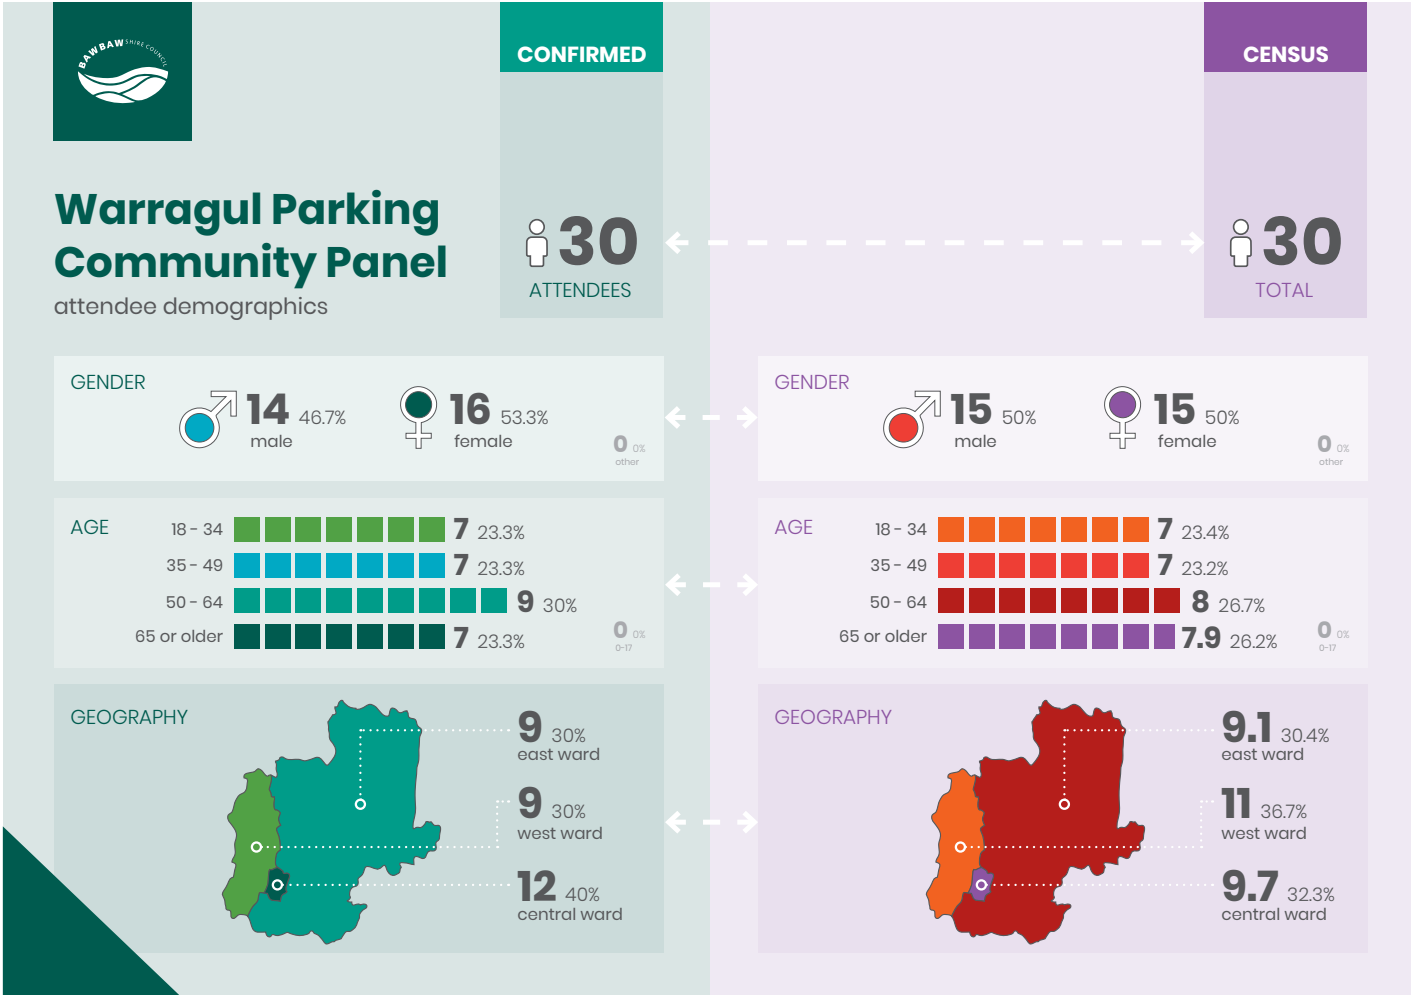 BAW BAW SHIRE COUNCIL
CONFIRMED
CENSUS
Warragul Parking
Community Panel
attendee demographics
30
ATTENDEES
30
TOTAL
GENDER
14 46.7%
male
16 53.3%
female
0 0%
other
GENDER
15 50%
male
15 50%
female
0 0%
other
AGE
18 - 34 7 23.3%
35 - 49 7 23.3%
50 - 64 9 30%
65 or older 7 23.3%
0 0%
0-17
AGE
18 - 34 7 23.4%
35 - 49 7 23.2%
50 - 64 8 26.7%
65 or older 7.9 26.2%
0 0%
0-17
GEOGRAPHY
9 30%
east ward
9 30%
west ward
12 40%
central ward
GEOGRAPHY
9.1 30.4%
east ward
11 36.7%
west ward
9.7 32.3%
central ward